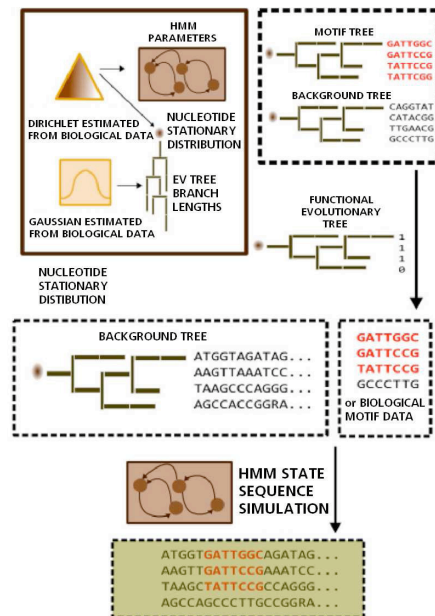 HMM
PARAMETERS
DIRICHLET ESTIMATED
FROM BIOLOGICAL DATA
NUCLEOTIDE
STATIONARY
DISTRIBUTION
EV TREE
BRANCH
LENGTHS
GAUSSIAN ESTIMATED
FROM BIOLOGICAL DATA
MOTIF TREE
GATTGGC
GATTCCG
TATTCCG
TATTCGG
BACKGROUND TREE
CAGGTAT
CATACGG
TTGAACG
GCCCTTG
FUNCTIONAL
EVOLUTIONARY
TREE
1
1
1
0
NUCLEOTIDE
STATIONARY
DISTIBUTION
BACKGROUND TREE
ATGGTAGATAG...
AAGTTAAATCC...
TAAGCCCAGGG...
AGCCACCGGRA...
GATTGGC
GATTCCG
TATTCCG
GCCCTTG
or BIOLOGICAL
MOTIF DATA
HMM STATE
SEQUENCE
SIMULATION
ATGGTGATTGGCAGATAG...
AAGTTGATTCCGAAATCC...
TAAGCTATTCCGCCAGGG...
AGCCAGCCCTTGCCGGRA...